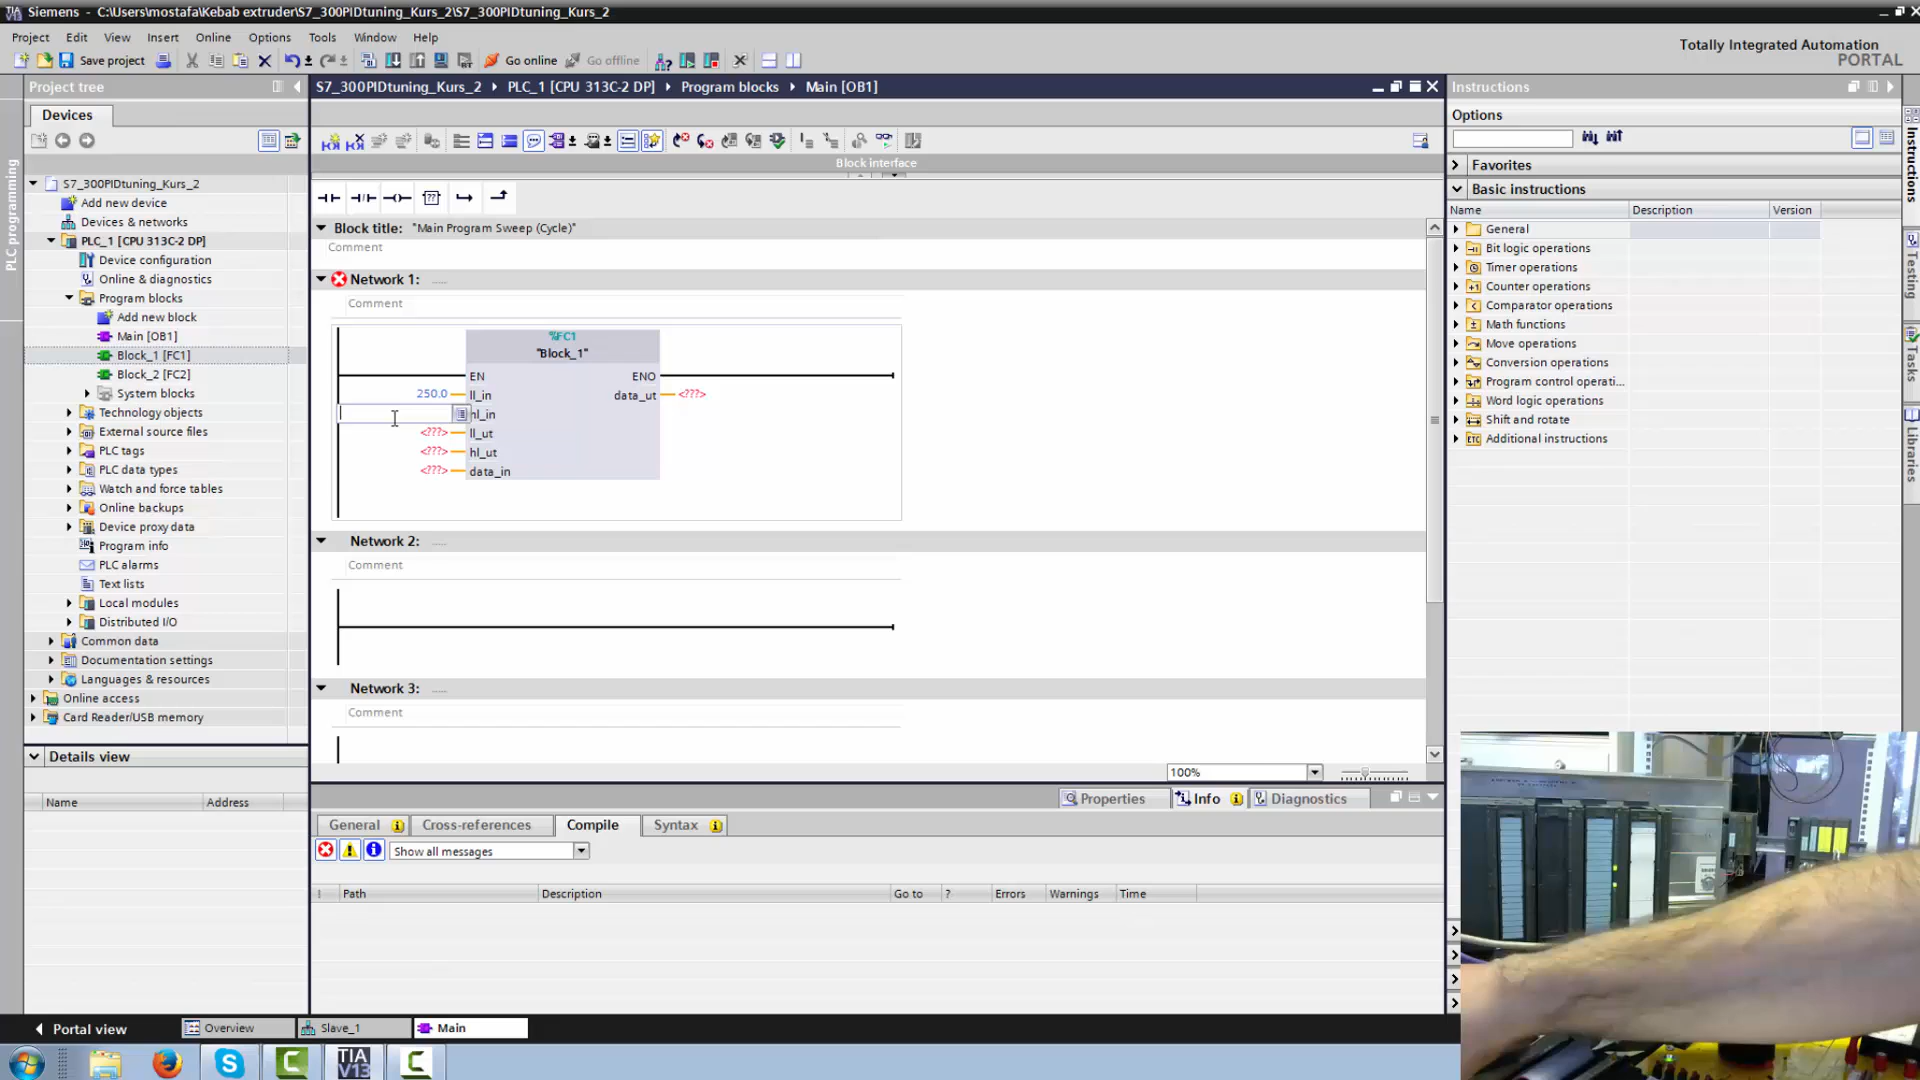 Siemens - C:\Users\mostafa\Kebab extruder\S7_300PIDtuning_Kurs_2\S7_300PIDtuning_Kurs_2
Project Edit View Insert Online Options Tools Window Help
Totally Integrated Automation
PORTAL
Save project
Go online
Go offline
Project tree
S7_300PIDtuning_Kurs_2 PLC_1 [CPU 313C-2 DP] Program blocks Main [OB1]
Instructions
Devices
Options
Block interface
Favorites
Basic instructions
Name Description Version
General
Bit logic operations
Timer operations
Counter operations
Comparator operations
Math functions
Move operations
Conversion operations
Program control operati...
Word logic operations
Shift and rotate
Additional instructions
S7_300PIDtuning_Kurs_2
Add new device
Devices & networks
PLC_1 [CPU 313C-2 DP]
Device configuration
Online & diagnostics
Program blocks
Add new block
Main [OB1]
Block_1 [FC1]
Block_2 [FC2]
System blocks
Technology objects
External source files
PLC tags
PLC data types
Watch and force tables
Online backups
Device proxy data
Program info
PLC alarms
Text lists
Local modules
Distributed I/O
Common data
Documentation settings
Languages & resources
Online access
Card Reader/USB memory
Details view
Name Address
Block title: "Main Program Sweep (Cycle)"
Comment
Network 1: .....
Comment
%FC1
"Block_1"
EN ENO
250.0 ll_in data_ut <???>
hl_in
<???> ll_ut
<???> hl_ut
<???> data_in
Network 2: .....
Comment
Network 3: .....
Comment
100%
Properties Info Diagnostics
General Cross-references Compile Syntax
Show all messages
! Path Description Go to ? Errors Warnings Time
PLC programming
Instructions
Testing
Tasks
Libraries
Portal view Overview Slave_1 Main
TIA
V13